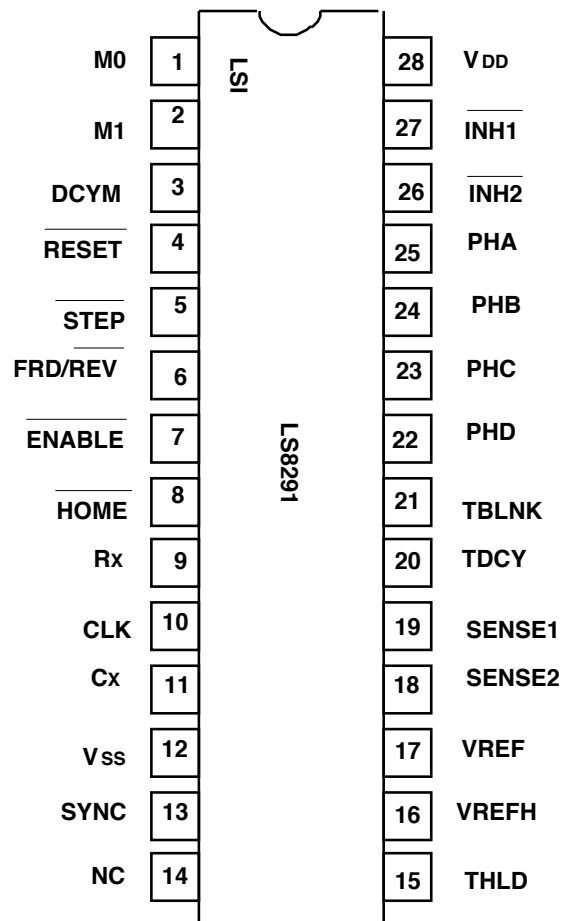 M0 1 28 VDD
LSI
M1 2 27 INH1
DCYM 3 26 INH2
RESET 4 25 PHA
STEP 5 24 PHB
FRD/REV 6 23 PHC
ENABLE 7 22 PHD
LS8291
HOME 8 21 TBLNK
Rx 9 20 TDCY
CLK 10 19 SENSE1
Cx 11 18 SENSE2
Vss 12 17 VREF
SYNC 13 16 VREFH
NC 14 15 THLD